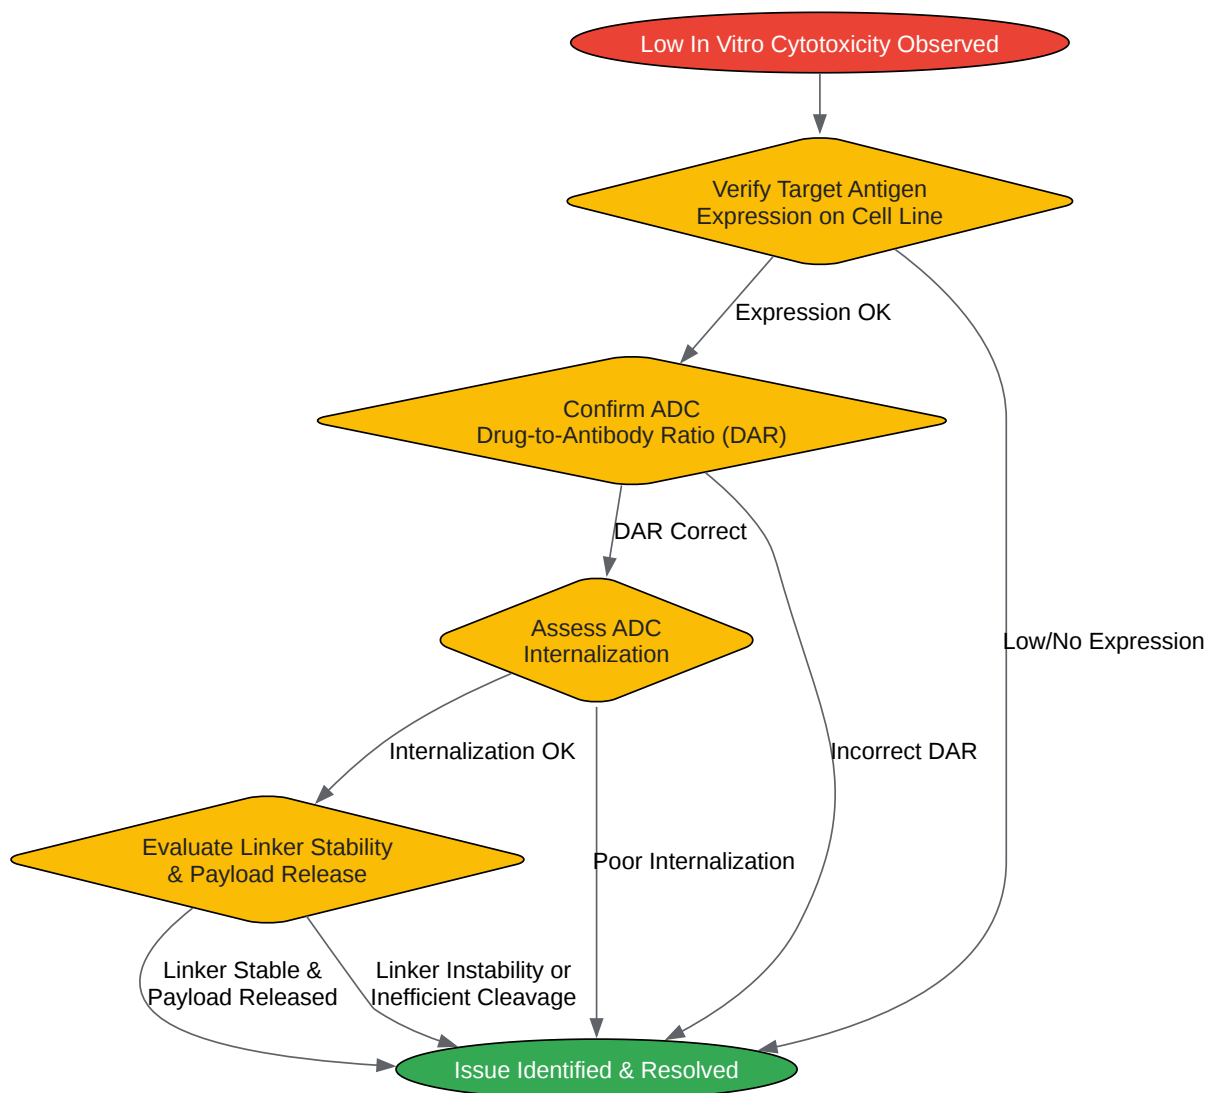 Low In Vitro Cytotoxicity Observed
Verify Target Antigen
Expression on Cell Line
Expression OK
Confirm ADC
Drug-to-Antibody Ratio (DAR)
DAR Correct
Assess ADC
Internalization
Low/No Expression
Internalization OK
Incorrect DAR
Evaluate Linker Stability
& Payload Release
Poor Internalization
Linker Stable &
Payload Released
Linker Instability or
Inefficient Cleavage
Issue Identified & Resolved